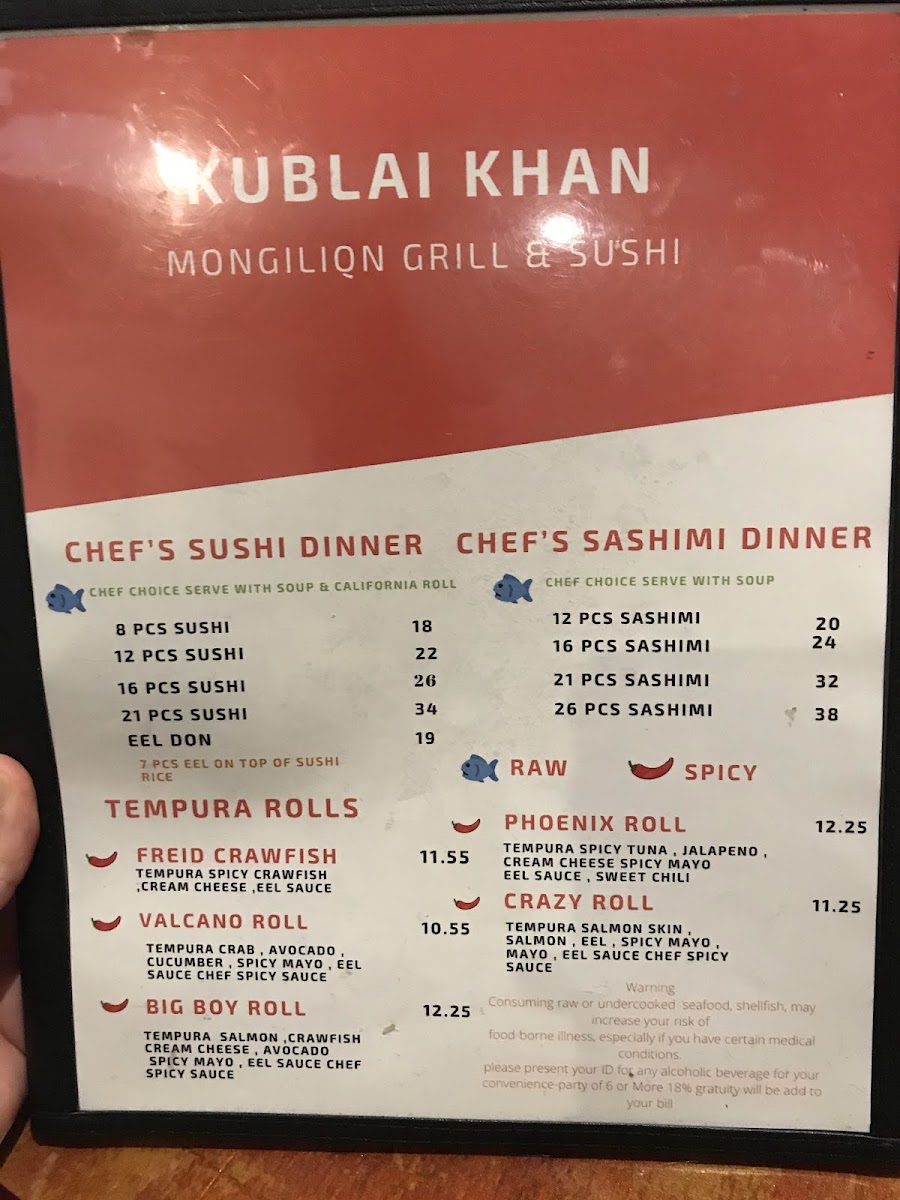 KUBLAI KHAN
MONGILIQN GRILL & SUSHI
CHEF'S SUSHI DINNER
CHOICE SERVE WITH SOUP & CALIFORNIA ROLL
8 PCS SUSHI 18
12 PCS SUSHI 22
16 PCS SUSHI 26
21 PCS SUSHI 34
EEL DON 19
7 PCS EEL ON TOP OF SUSHI
RICE
CHEF'S SASHIMI DINNER
CHEF CHOICE SERVE WITH SOUP
12 PCS SASHIMI 20
16 PCS SASHIMI 24
21 PCS SASHIMI 32
26 PCS SASHIMI 38
RAW SPICY
TEMPURA ROLLS
FREID CRAWFISH 11.55
TEMPURA SPICY CRAWFISH
,CREAM CHEESE ,EEL SAUCE
VALCANO ROLL 10.55
TEMPURA CRAB , AVOCADO ,
CUCUMBER , SPICY MAYO , EEL
SAUCE CHEF SPICY SAUCE
BIG BOY ROLL 12.25
TEMPURA SALMON ,CRAWFISH
CREAM CHEESE , AVOCADO
SPICY MAYO , EEL SAUCE CHEF
SPICY SAUCE
PHOENIX ROLL 12.25
TEMPURA SPICY TUNA , JALAPENO ,
CREAM CHEESE SPICY MAYO
EEL SAUCE , SWEET CHILI
CRAZY ROLL 11.25
TEMPURA SALMON SKIN ,
SALMON , EEL , SPICY MAYO ,
MAYO , EEL SAUCE CHEF SPICY
SAUCE
Warning
Consuming raw or undercooked seafood, shellfish, may
increase your risk of
food-borne illness, especially if you have certain medical
conditions.
please present your ID for any alcoholic beverage for your
convenience-party of 6 or More 18% gratuity will be add to
your bill